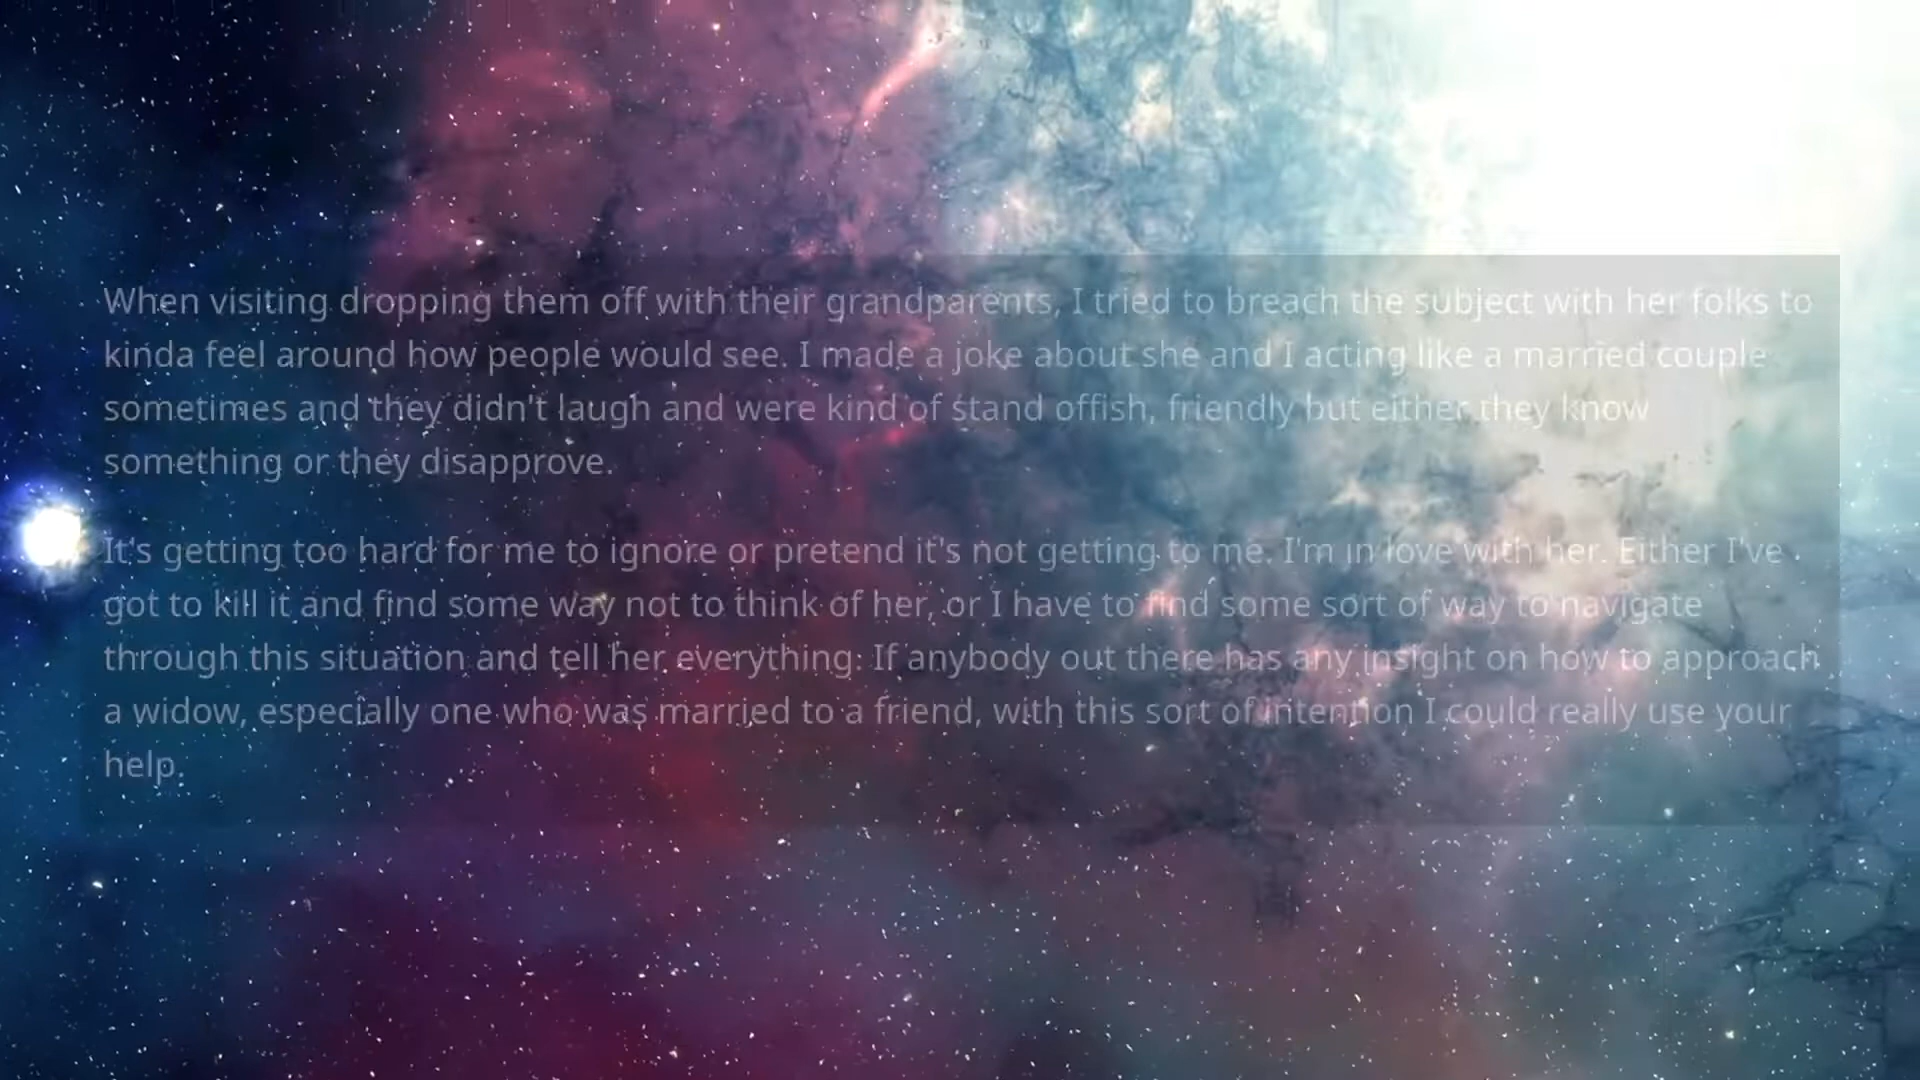 When visiting dropping them off with their grandparents, I tried to breach the subject with her folks to
kinda feel around how people would see. I made a joke about she and I acting like a married couple
sometimes and they didn't laugh and were kind of stand offish, friendly but either they know
something or they disapprove.
It's getting too hard for me to ignore or pretend it's not getting to me. I'm in love with her. Either I've
got to kill it and find some way not to think of her, or I have to find some sort of way to navigate
through this situation and tell her everything. If anybody out there has any insight on how to approach
a widow, especially one who was married to a friend, with this sort of intention I could really use your
help.